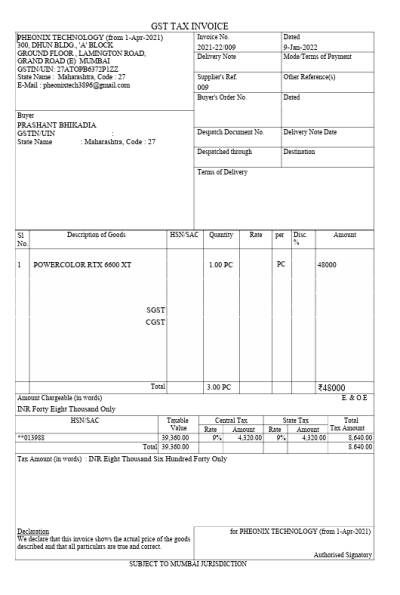 GST TAX INVOICE
PHEONIX TECHNOLOGY (from 1-Apr-2021)
300, DHUN BLDG., 'A' BLOCK
GROUND FLOOR , LAMINGTON ROAD,
GRAND ROAD (E) MUMBAI
GSTIN/UIN: 27ATOPB6372P1ZZ
State Name : Maharashtra, Code : 27
E-Mail : pheonixtech3896@gmail.com
Invoice No. Dated
2021-22/009 9-Jan-2022
Delivery Note Mode/Terms of Payment
Supplier's Ref. Other Reference(s)
009
Buyer's Order No. Dated
Buyer
PRASHANT BHIKADIA
GSTIN/UIN :
State Name : Maharashtra, Code : 27
Despatch Document No. Delivery Note Date
Despatched through Destination
Terms of Delivery
Sl No. Description of Goods HSN/SAC Quantity Rate per Disc. % Amount
1 POWERCOLOR RTX 6600 XT 1.00 PC PC 48000
SGST
CGST
Total 3.00 PC ₹48000
Amount Chargeable (in words) E. & O.E
INR Forty Eight Thousand Only
HSN/SAC Taxable Value Central Tax State Tax Total Tax Amount
Rate Amount Rate Amount
**013988 39,360.00 9% 4,320.00 9% 4,320.00 8,640.00
Total 39,360.00 8,640.00
Tax Amount (in words) : INR Eight Thousand Six Hundred Forty Only
Declaration
We declare that this invoice shows the actual price of the goods
described and that all particulars are true and correct.
for PHEONIX TECHNOLOGY (from 1-Apr-2021)
Authorised Signatory
SUBJECT TO MUMBAI JURISDICTION